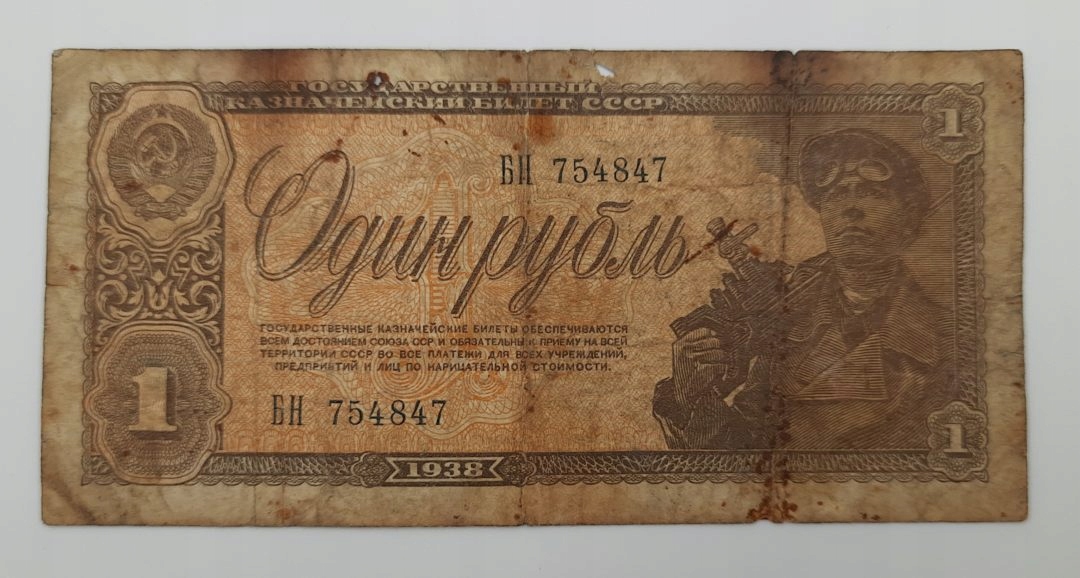 ГОСУДАРСТВЕННЫЙ
КАЗНАЧЕЙСКИЙ БИЛЕТ СССР
1
БН 754847
Один рубль
ГОСУДАРСТВЕННЫЕ КАЗНАЧЕЙСКИЕ БИЛЕТЫ ОБЕСПЕЧИВАЮТСЯ
ВСЕМ ДОСТОЯНИЕМ СОЮЗА ССР И ОБЯЗАТЕЛЬНЫ К ПРИЕМУ НА ВСЕЙ
ТЕРРИТОРИИ СССР ВО ВСЕ ПЛАТЕЖИ ДЛЯ ВСЕХ УЧРЕЖДЕНИЙ,
ПРЕДПРИЯТИЙ И ЛИЦ ПО НАРИЦАТЕЛЬНОЙ СТОИМОСТИ.
1
БН 754847
1
1938